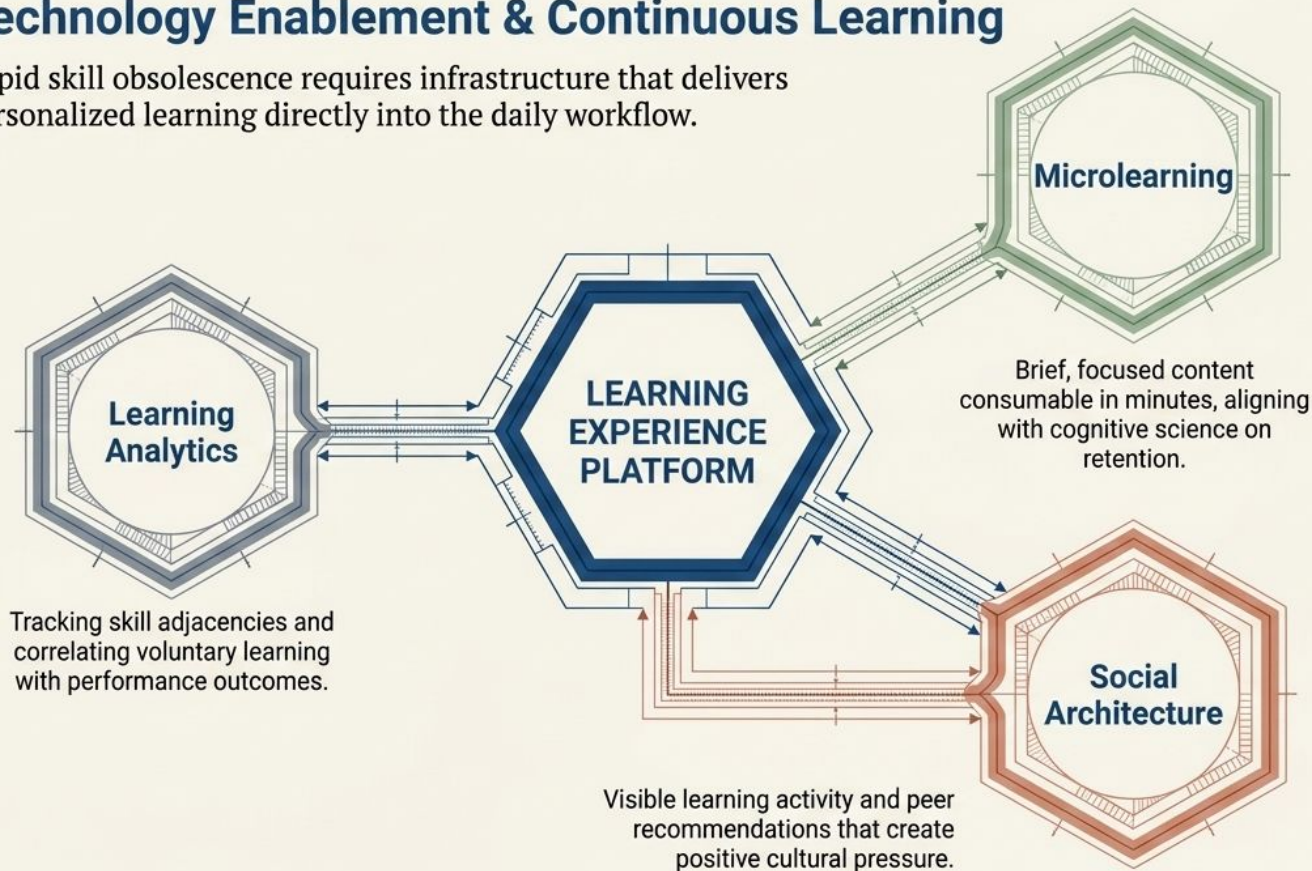 echnology Enablement & Continuous Learning
pid skill obsolescence requires infrastructure that delivers
rsonalized learning directly into the daily workflow.
Microlearning
Brief, focused content
consumable in minutes, aligning
with cognitive science on
retention.
Learning
Analytics
Tracking skill adjacencies and
correlating voluntary learning
with performance outcomes.
LEARNING
EXPERIENCE
PLATFORM
Social
Architecture
Visible learning activity and peer
recommendations that create
positive cultural pressure.